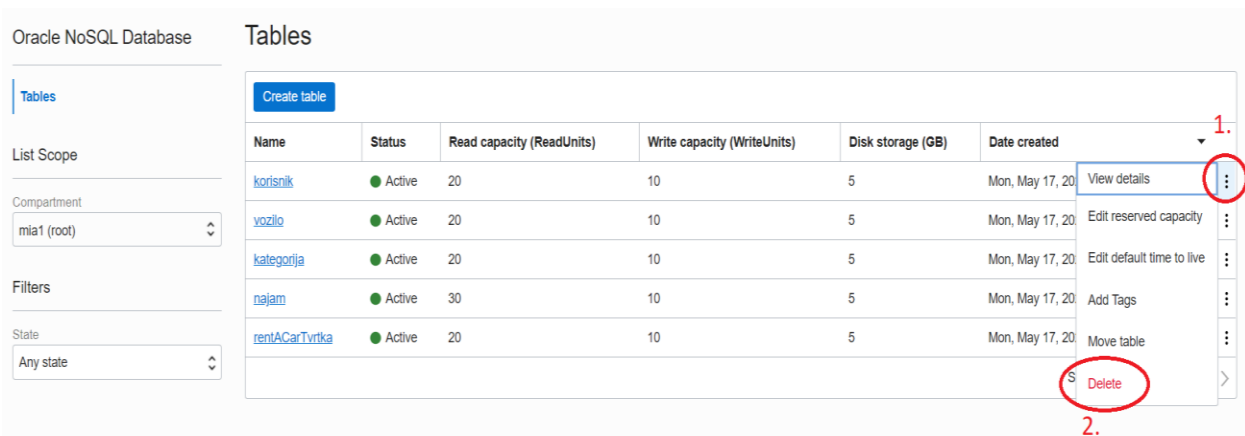 Oracle NoSQL Database
Tables
List Scope
Compartment
mia1 (root)
Filters
State
Any state
Tables
Create table
1.
Name Status Read capacity (ReadUnits) Write capacity (WriteUnits) Disk storage (GB) Date created
korisnik Active 20 10 5 Mon, May 17, 20
vozilo Active 20 10 5 Mon, May 17, 20
kategorija Active 20 10 5 Mon, May 17, 20
najam Active 30 10 5 Mon, May 17, 20
rentACarTvrtka Active 20 10 5 Mon, May 17, 20
S
View details
Edit reserved capacity
Edit default time to live
Add Tags
Move table
Delete
2.